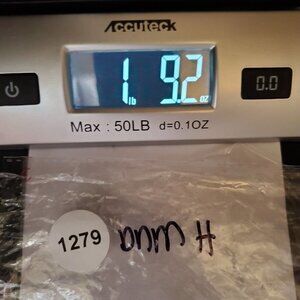 Accuteck
1 lb 9.2 oz
0.0
Max : 50LB d=0.1OZ
1279